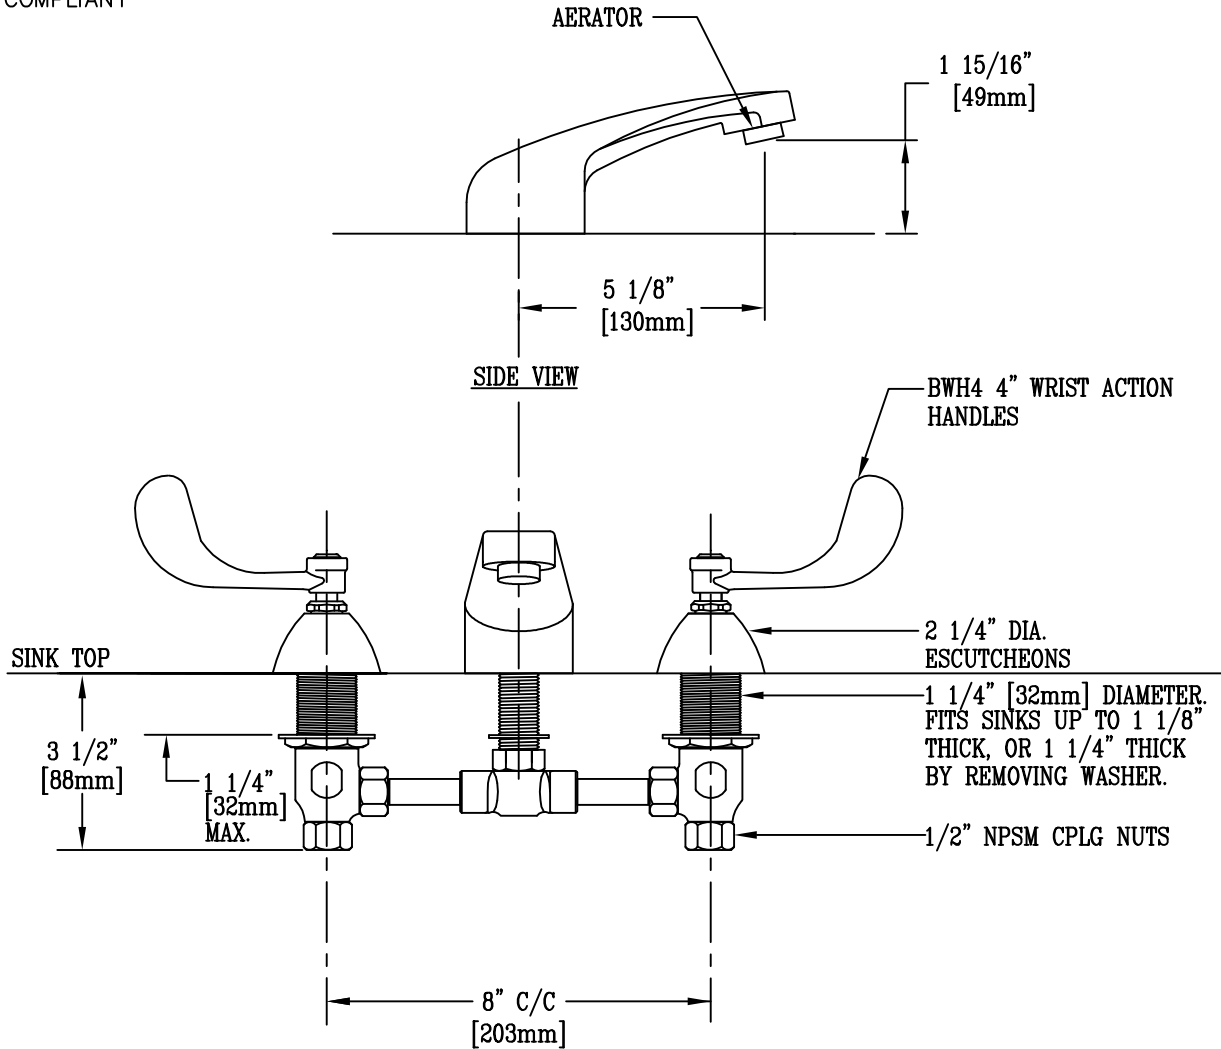 COMPLIANT
AERATOR
1 15/16"
[49mm]
5 1/8"
[130mm]
SIDE VIEW
BWH4 4" WRIST ACTION
HANDLES
2 1/4" DIA.
ESCUTCHEONS
SINK TOP
1 1/4" [32mm] DIAMETER.
FITS SINKS UP TO 1 1/8"
THICK, OR 1 1/4" THICK
BY REMOVING WASHER.
3 1/2"
[88mm]
1 1/4"
[32mm]
MAX.
1/2" NPSM CPLG NUTS
8" C/C
[203mm]